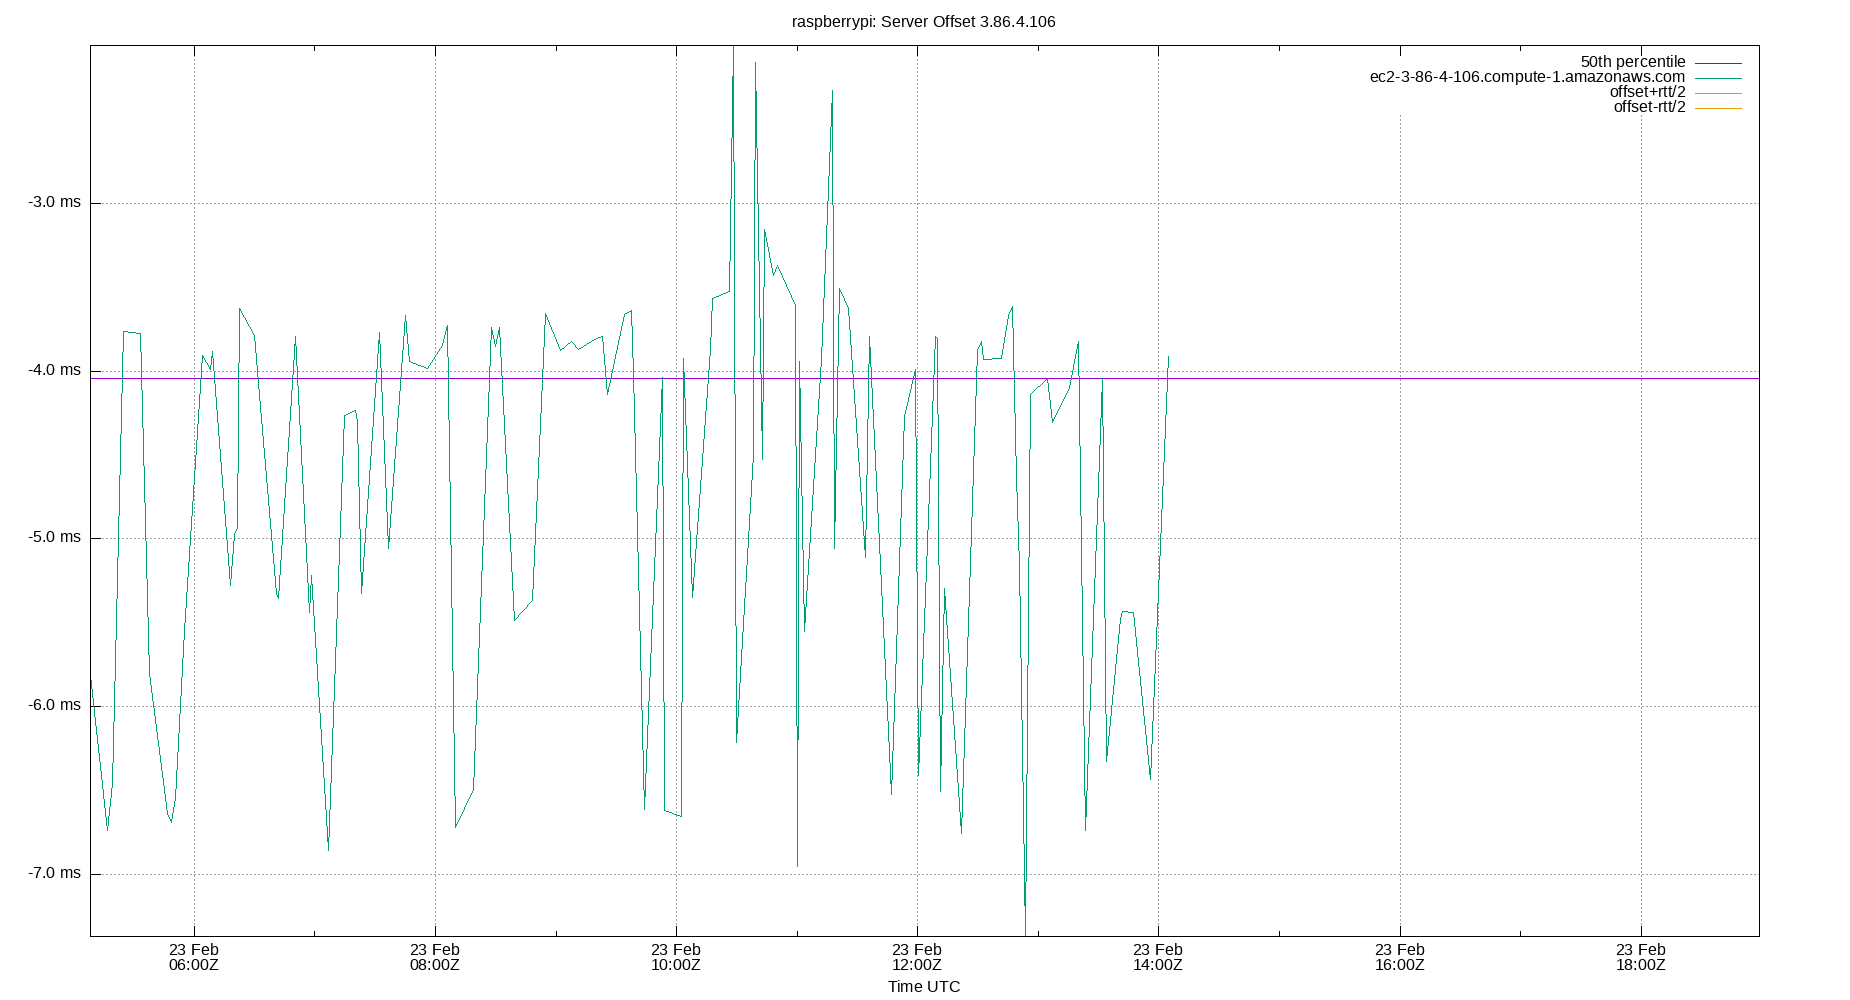 raspberrypi: Server Offset 3.86.4.106
50th percentile
ec2-3-86-4-106.compute-1.amazonaws.com
offset+rtt/2
offset-rtt/2
-3.0 ms
-4.0 ms
-5.0 ms
-6.0 ms
-7.0 ms
23 Feb 23 Feb 23 Feb 23 Feb 23 Feb 23 Feb 23 Feb
06:00Z 08:00Z 10:00Z 12:00Z 14:00Z 16:00Z 18:00Z
Time UTC